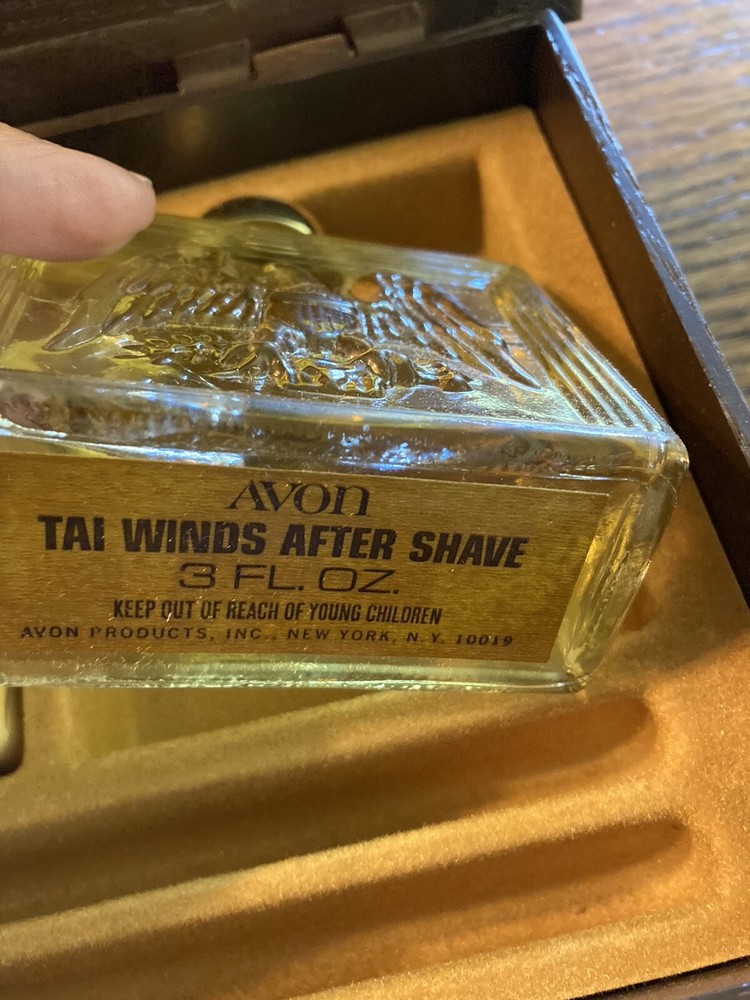 AVON
TAI WINDS AFTER SHAVE
3 FL. OZ.
KEEP OUT OF REACH OF YOUNG CHILDREN
AVON PRODUCTS, INC., NEW YORK, N.Y. 10019